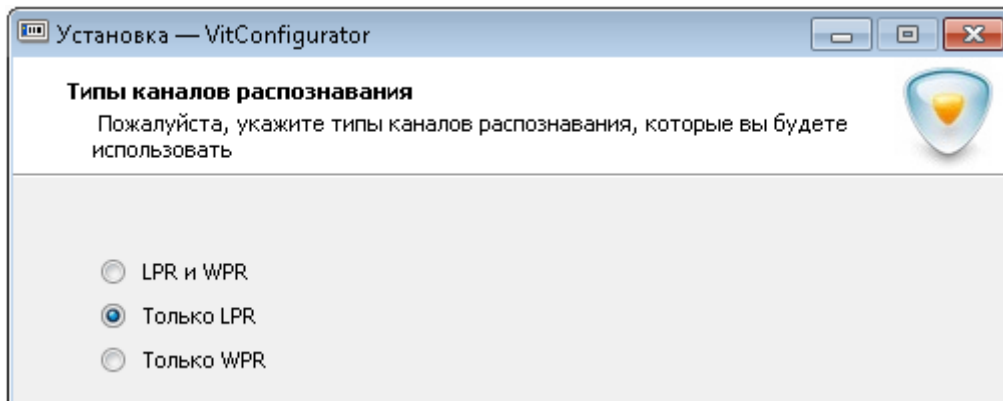 Установка — VitConfigurator
Типы каналов распознавания
Пожалуйста, укажите типы каналов распознавания, которые вы будете
использовать
LPR и WPR
Только LPR
Только WPR